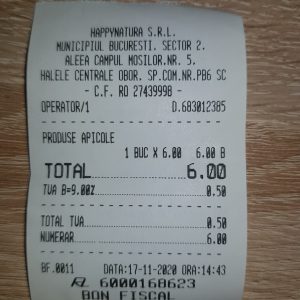 HAPPYNATURA S.R.L.
MUNICIPIUL BUCURESTI. SECTOR 2.
ALEEA CAMPUL MOSILOR.NR. 5.
HALELE CENTRALE OBOR. SP.COM.NR.PB6 SC
- C.F. RO 27439998 -
OPERATOR/1 D.683012385
PRODUSE APICOLE
1 BUC X 6.00 6.00 B
TOTAL 6.00
TVA B=9.00% 0.50
TOTAL TVA 0.50
NUMERAR 6.00
BF.0011 DATA:17-11-2020 ORA:14:43
6000168623
BON FISCAL